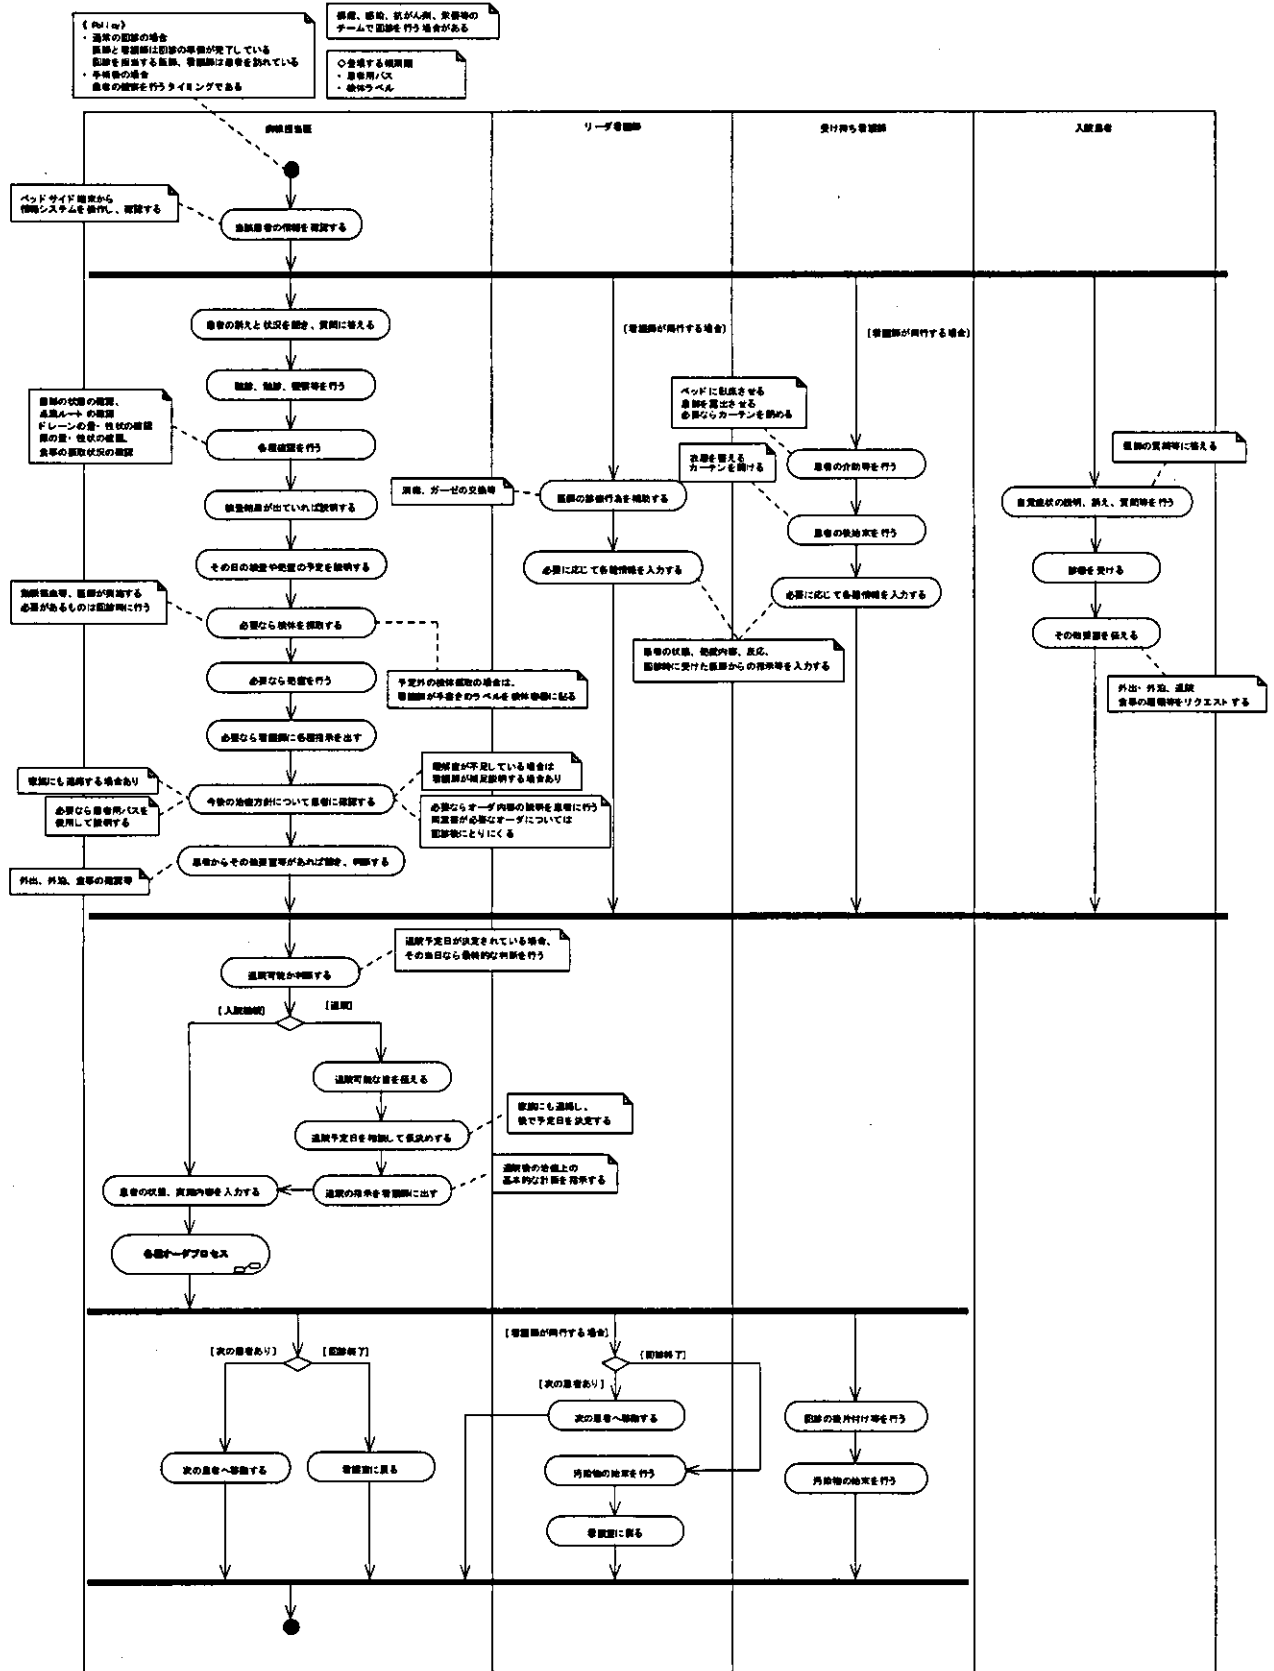 《 Policy》
・ 通常の回診の場合
医師と看護師は回診の準備が完了している
回診を担当する医師、看護師は患者を訪れている
・ 手術後の場合
患者の観察を行うタイミングである
褥瘡、感染、抗がん剤、栄養等の
チームで回診を行う場合がある
◇登場する帳票類
・ 患者用パス
・ 検体ラベル
病棟担当医
リーダ看護師
受け持ち看護師
入院患者
ベッドサイド端末から
情報システムを操作し、確認する
当該患者の情報を確認する
患者の訴えと状況を聞き、質問に答える
[看護師が同行する場合]
[看護師が同行する場合]
聴診、触診、視察等を行う
各種確認を行う
点滴ルートの確認
ドレーンの量・性状の確認
尿の量・性状の確認、
食事の摂取状況の確認
検査結果が出ていれば説明する
その日の検査や処置の予定を説明する
ベッドに臥床させる
患部を露出させる
必要ならカーテンを閉める
衣服を整える
カーテンを開ける
患者の介助等を行う
患者の後始末を行う
必要に応じて各種情報を入力する
消毒、ガーゼの交換等
医師の診療行為を補助する
必要に応じて各種情報を入力する
医師の質問等に答える
自覚症状の説明、訴え、質問等を行う
診察を受ける
その他要望を伝える
外出・外泊、退院
食事の種類等をリクエストする
患者の状態、処置内容、反応、
回診時に受けた医師からの指示等を入力する
動脈採血等、医師が実施する
必要があるものは回診時に行う
必要なら検体を採取する
必要なら処置を行う
予定外の検体採取の場合は、
看護師が手書きのラベルを検体容器に貼る
必要なら看護師に各種指示を出す
家族にも連絡する場合あり
必要なら患者用パスを
使用して説明する
今後の治療方針について患者に確認する
理解度が不足している場合は
看護師が補足説明する場合あり
必要ならオーダ内容の説明を患者に行う
同意書が必要なオーダについては
回診後にとりにくる
患者からその他要望等があれば聞き、判断する
外出、外泊、食事の確認等
退院予定日が決定されている場合、
その当日なら最終的な判断を行う
退院可能か判断する
[入院継続]
[退院]
退院可能な旨を伝える
退院予定日を相談して仮決めする
家族にも連絡し、
後で予定日を決定する
退院後の治療上の
基本的な計画を指示する
患者の状態、実施内容を入力する
退院の指示を看護師に出す
各種オーダプロセス
[看護師が同行する場合]
[次の患者あり]
[回診終了]
[回診終了]
[次の患者あり]
次の患者へ移動する
回診の後片付け等を行う
次の患者へ移動する
看護室に戻る
汚染物の始末を行う
汚染物の始末を行う
看護室に戻る